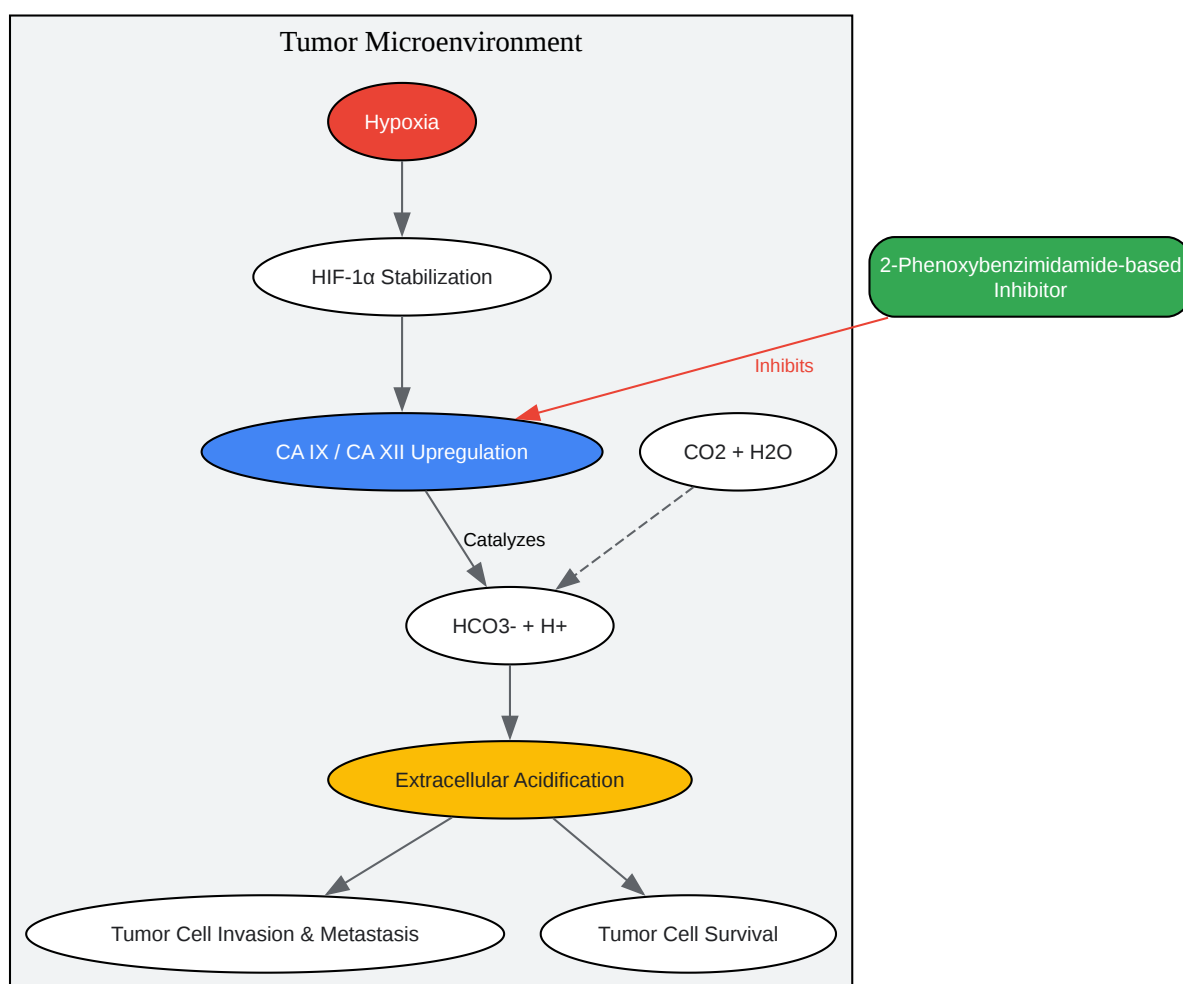 Tumor Microenvironment
Hypoxia
HIF-1α Stabilization
2-Phenoxybenzimidamide-based
Inhibitor
Inhibits
CA IX / CA XII Upregulation
CO2 + H2O
Catalyzes
HCO3- + H+
Extracellular Acidification
Tumor Cell Invasion & Metastasis
Tumor Cell Survival